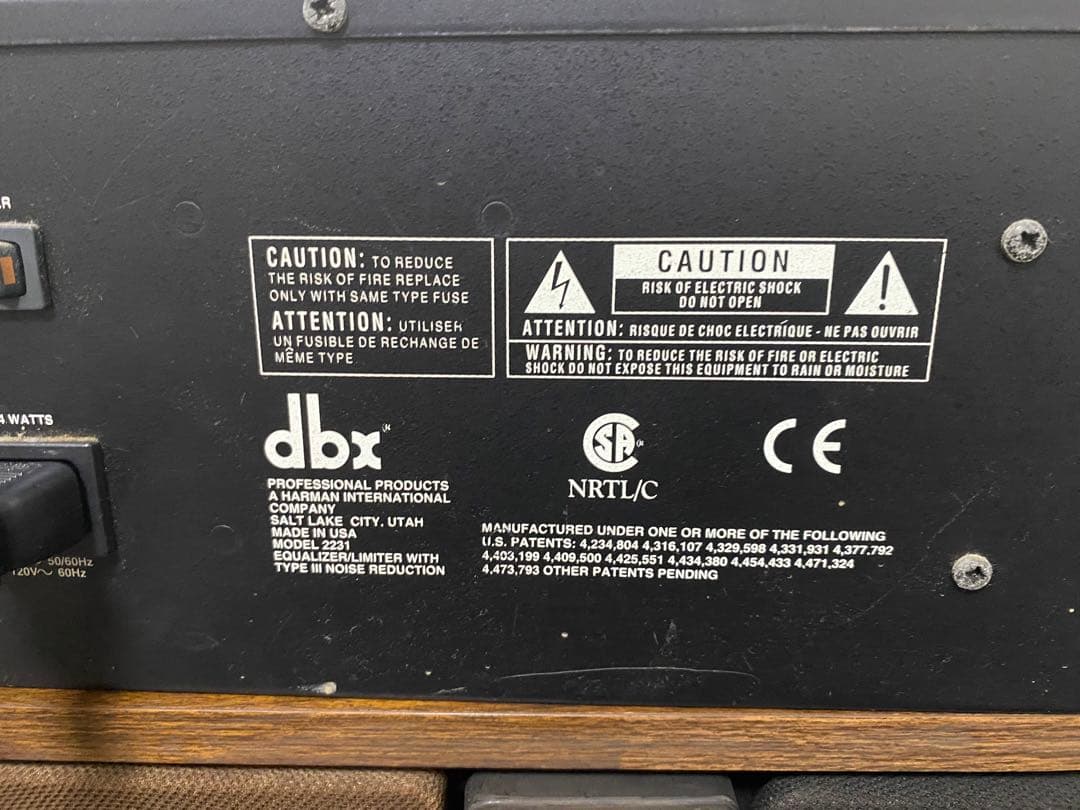 R
4 WATTS
50/60Hz
120V~ 60Hz
CAUTION: TO REDUCE
THE RISK OF FIRE REPLACE
ONLY WITH SAME TYPE FUSE
ATTENTION: UTILISER
UN FUSIBLE DE RECHANGE DE
MÊME TYPE
CAUTION
RISK OF ELECTRIC SHOCK
DO NOT OPEN
ATTENTION: RISQUE DE CHOC ELECTRÍQUE - NE PAS OUVRIR
WARNING: TO REDUCE THE RISK OF FIRE OR ELECTRIC
SHOCK DO NOT EXPOSE THIS EQUIPMENT TO RAIN OR MOISTURE
dbx
PROFESSIONAL PRODUCTS
A HARMAN INTERNATIONAL
COMPANY
SALT LAKE CITY, UTAH
MADE IN USA
MODEL 2231
EQUALIZER/LIMITER WITH
TYPE III NOISE REDUCTION
SA
NRTL/C
CE
MANUFACTURED UNDER ONE OR MORE OF THE FOLLOWING
U.S. PATENTS: 4,234,804 4,316,107 4,329,598 4,331,931 4,377,792
4,403,199 4,409,500 4,425,551 4,434,380 4,454,433 4,471,324
4,473,793 OTHER PATENTS PENDING